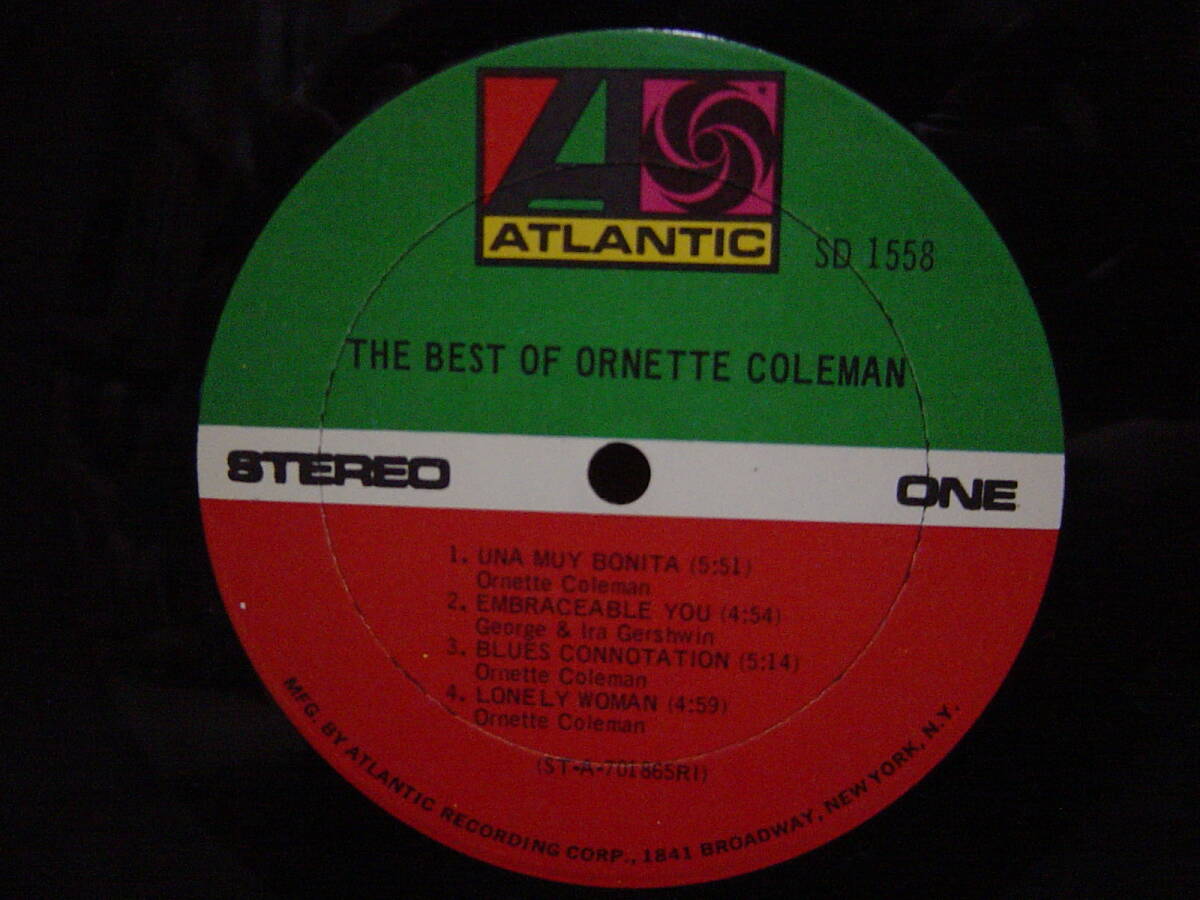 ATLANTIC
SD 1558
THE BEST OF ORNETTE COLEMAN
STEREO
ONE
1. UNA MUY BONITA (5:51)
Ornette Coleman
2. EMBRACEABLE YOU (4:54)
George & Ira Gershwin
3. BLUES CONNOTATION (5:14)
Ornette Coleman
4. LONELY WOMAN (4:59)
Ornette Coleman
(ST-A-701865RI)
MFG. BY ATLANTIC RECORDING CORP., 1841 BROADWAY, NEW YORK, N.Y.